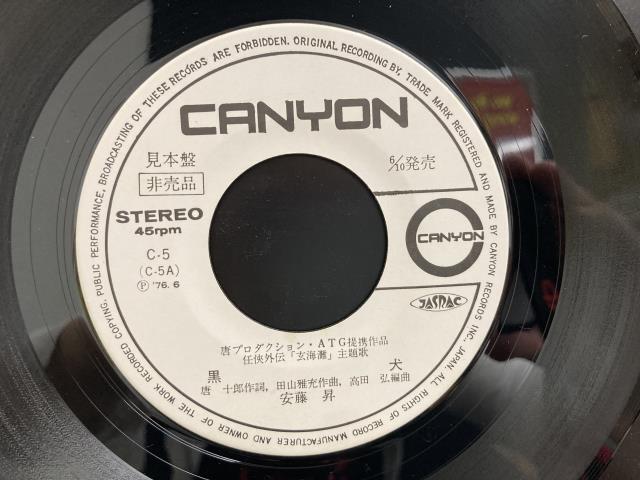 UNAUTHORIZED COPYING, PUBLIC PERFORMANCE, BROADCASTING OF THESE RECORDS ARE FORBIDDEN. ORIGINAL RECORDING BY, TRADE MARK REGISTERED AND MADE BY CANYON RECORDS INC. JAPAN. ALL RIGHTS OF RECORD MANUFACTURER AND OWNER OF THE WORK RECORDED
CANYON
見本盤
非売品
6/10発売
STEREO
45rpm
CANYON
C-5
(C-5A)
Ⓟ '76. 6
JASRAC
唐プロダクション・ATG提携作品
任侠外伝「玄海灘」主題歌
黒 犬
唐 十郎作詞, 田山雅充作曲, 高田 弘編曲
安藤 昇